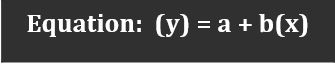 Equation:  (y) = a + b(x)